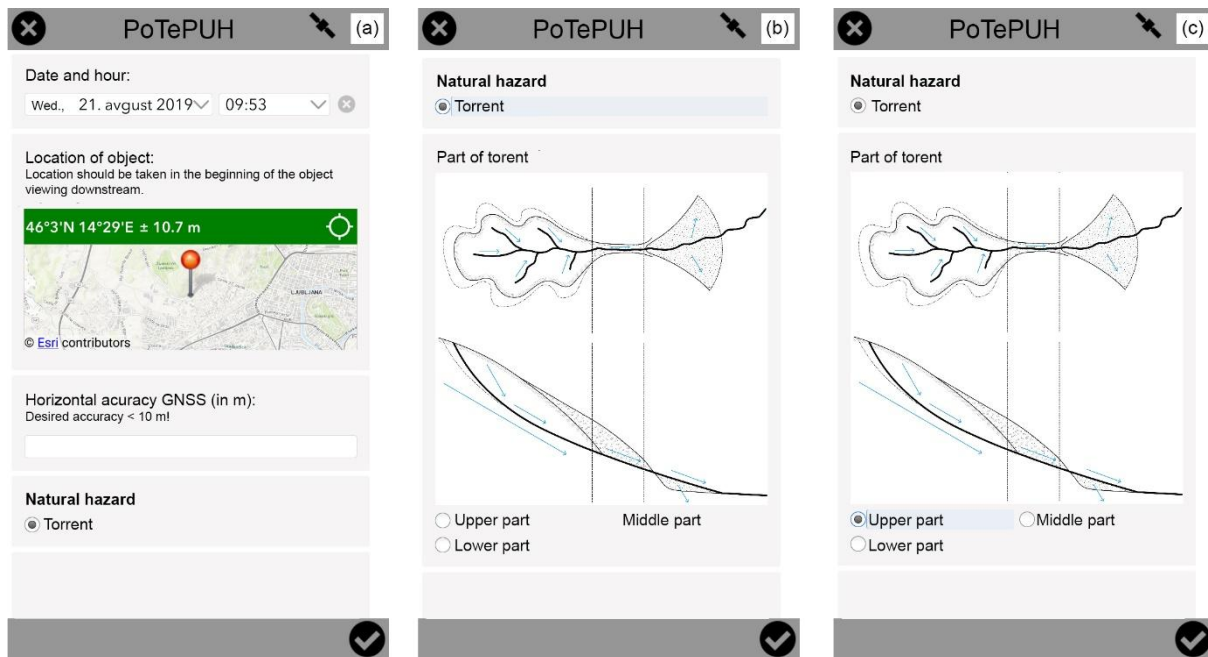 PoTePUH
(a)
Date and hour:
Wed., 21. avgust 2019 09:53
Location of object:
Location should be taken in the beginning of the object
viewing downstream.
46°3'N 14°29'E ± 10.7 m
LJUBLJANA
© Esri contributors
Horizontal acuracy GNSS (in m):
Desired accuracy < 10 m!
Natural hazard
Torrent
PoTePUH
(b)
Natural hazard
Torrent
Part of torent
Upper part Middle part
Lower part
PoTePUH
(c)
Natural hazard
Torrent
Part of torent
Upper part Middle part
Lower part